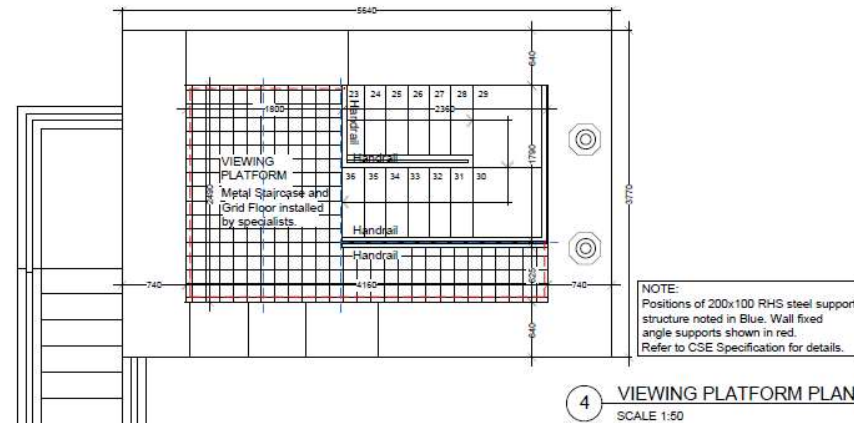 5640
640
23 24 25 26 27 28 29
1800
2360
Handrail
Handrail
1790
3770
VIEWING
PLATFORM
2490
36 35 34 33 32 31 30
Metal Staircase and
Grid Floor installed
by specialists.
Handrail
Handrail
625
740
4160
740
640
NOTE:
Positions of 200x100 RHS steel support
structure noted in Blue. Wall fixed
angle supports shown in red.
Refer to CSE Specification for details.
4
VIEWING PLATFORM PLAN
SCALE 1:50